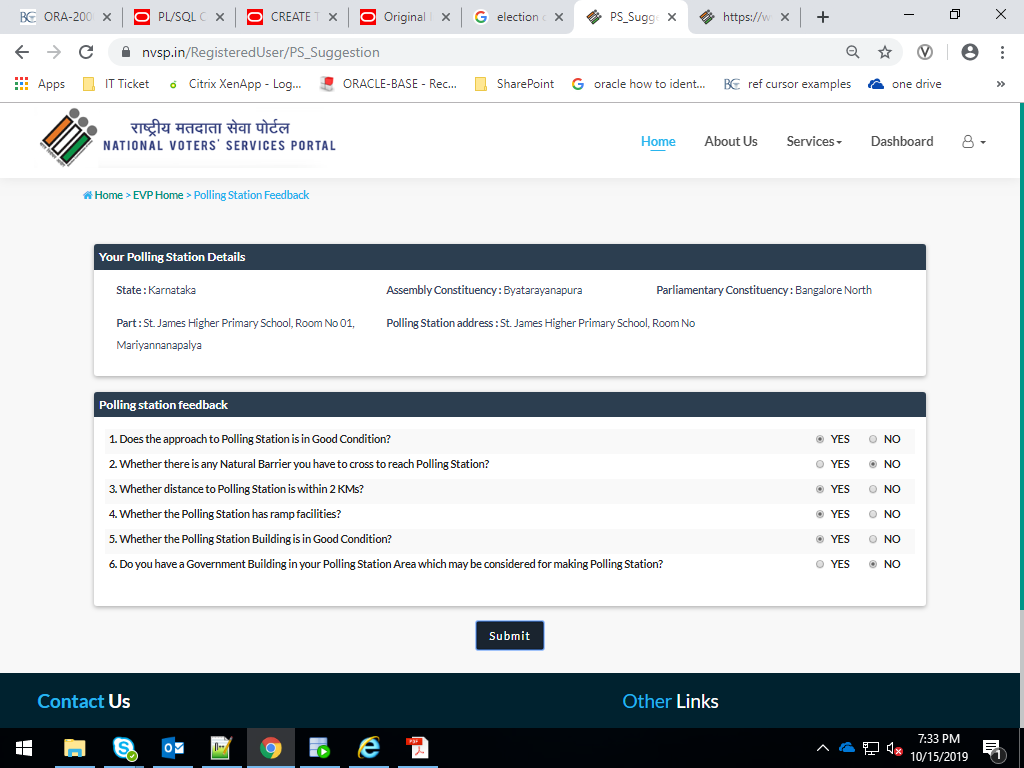 ORA-200
PL/SQL C
CREATE T
Original
election c
PS_Sugg
https://w
nvsp.in/RegisteredUser/PS_Suggestion
Apps
IT Ticket
Citrix XenApp - Log...
ORACLE-BASE - Rec...
SharePoint
oracle how to ident...
ref cursor examples
one drive
»
राष्ट्रीय मतदाता सेवा पोर्टल
NATIONAL VOTERS' SERVICES PORTAL
Home
About Us
Services
Dashboard
Home > EVP Home > Polling Station Feedback
Your Polling Station Details
State : Karnataka
Assembly Constituency : Byatarayanapura
Parliamentary Constituency : Bangalore North
Part : St. James Higher Primary School, Room No 01,
Mariyannanapalya
Polling Station address : St. James Higher Primary School, Room No
Polling station feedback
1. Does the approach to Polling Station is in Good Condition? YES NO
2. Whether there is any Natural Barrier you have to cross to reach Polling Station? YES NO
3. Whether distance to Polling Station is within 2 KMs? YES NO
4. Whether the Polling Station has ramp facilities? YES NO
5. Whether the Polling Station Building is in Good Condition? YES NO
6. Do you have a Government Building in your Polling Station Area which may be considered for making Polling Station? YES NO
Submit
Contact Us
Other Links
7:33 PM
10/15/2019
1